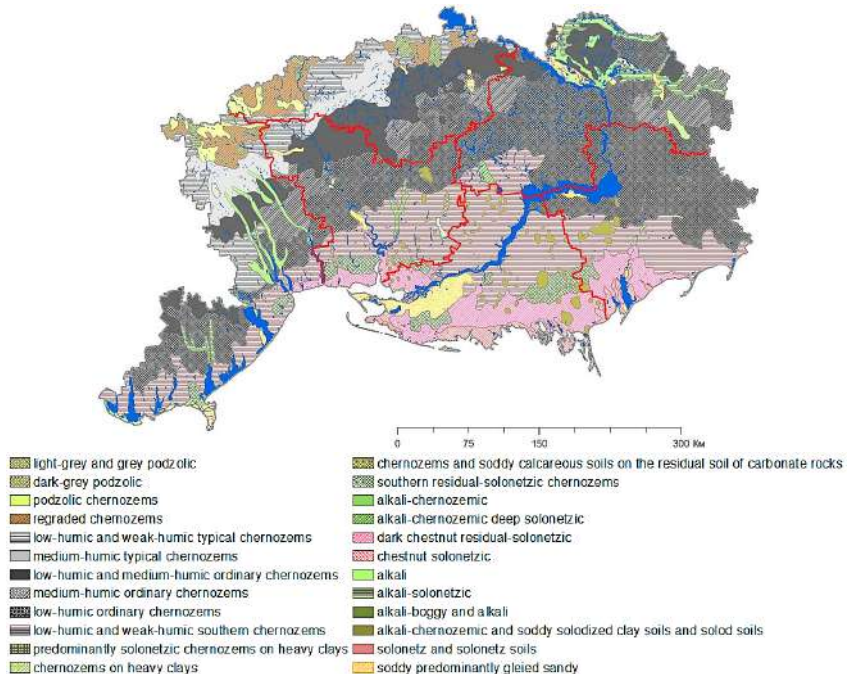 0 75 150 300 Км
light-grey and grey podzolic
dark-grey podzolic
podzolic chernozems
regraded chernozems
low-humic and weak-humic typical chernozems
medium-humic typical chernozems
low-humic and medium-humic ordinary chernozems
medium-humic ordinary chernozems
low-humic ordinary chernozems
low-humic and weak-humic southern chernozems
predominantly solonetzic chernozems on heavy clays
chernozems on heavy clays
chernozems and soddy calcareous soils on the residual soil of carbonate rocks
southern residual-solonetzic chernozems
alkali-chernozemic
alkali-chernozemic deep solonetzic
dark chestnut residual-solonetzic
chestnut solonetzic
alkali
alkali-solonetzic
alkali-boggy and alkali
alkali-chernozemic and soddy solodized clay soils and solod soils
solonetz and solonetz soils
soddy predominantly gleied sandy